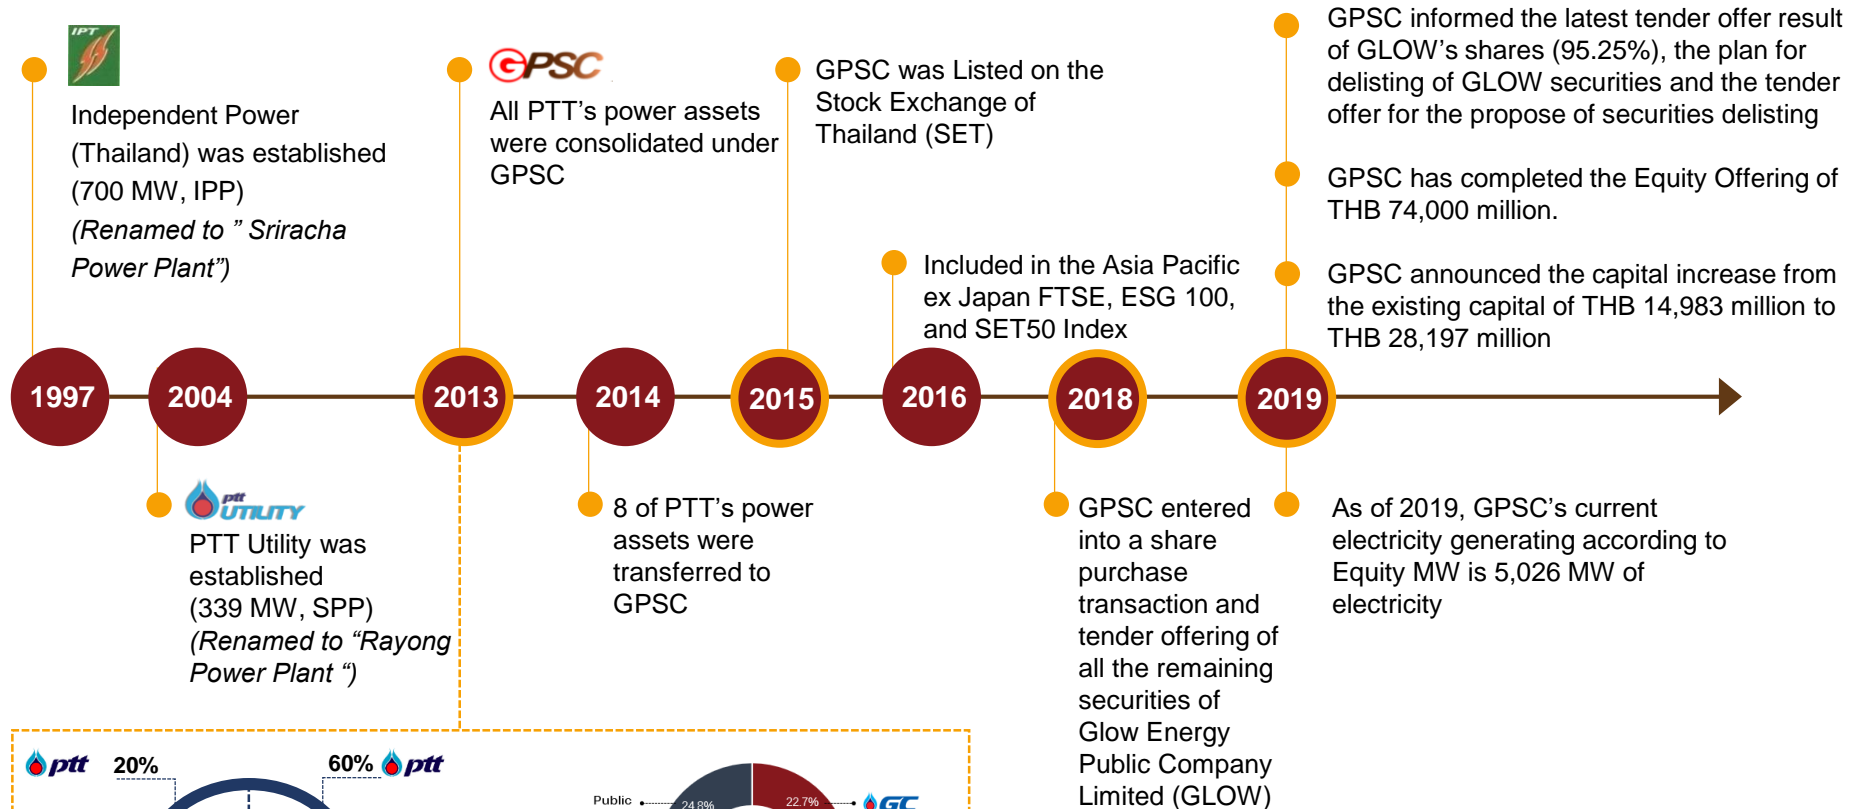 IPT
Independent Power
(Thailand) was established
(700 MW, IPP)
(Renamed to ” Sriracha
Power Plant”)
GPSC
All PTT’s power assets
were consolidated under
GPSC
GPSC was Listed on the
Stock Exchange of
Thailand (SET)
Included in the Asia Pacific
ex Japan FTSE, ESG 100,
and SET50 Index
GPSC informed the latest tender offer result
of GLOW’s shares (95.25%), the plan for
delisting of GLOW securities and the tender
offer for the propose of securities delisting
GPSC has completed the Equity Offering of
THB 74,000 million.
GPSC announced the capital increase from
the existing capital of THB 14,983 million to
THB 28,197 million
1997
2004
2013
2014
2015
2016
2018
2019
ptt
UTILITY
PTT Utility was
established
(339 MW, SPP)
(Renamed to “Rayong
Power Plant “)
8 of PTT’s power
assets were
transferred to
GPSC
GPSC entered
into a share
purchase
transaction and
tender offering of
all the remaining
securities of
Glow Energy
Public Company
Limited (GLOW)
As of 2019, GPSC’s current
electricity generating according to
Equity MW is 5,026 MW of
electricity
ptt 20%
60% ptt
Public
24.8%
22.7%
GC